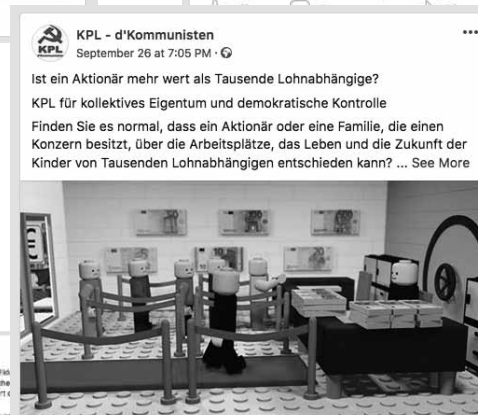 KPL
KPL - d'Kommunisten
September 26 at 7:05 PM ·
Ist ein Aktionär mehr wert als Tausende Lohnabhängige?
KPL für kollektives Eigentum und demokratische Kontrolle
Finden Sie es normal, dass ein Aktionär oder eine Familie, die einen
Konzern besitzt, über die Arbeitsplätze, das Leben und die Zukunft der
Kinder von Tausenden Lohnabhängigen entschieden kann? ... See More